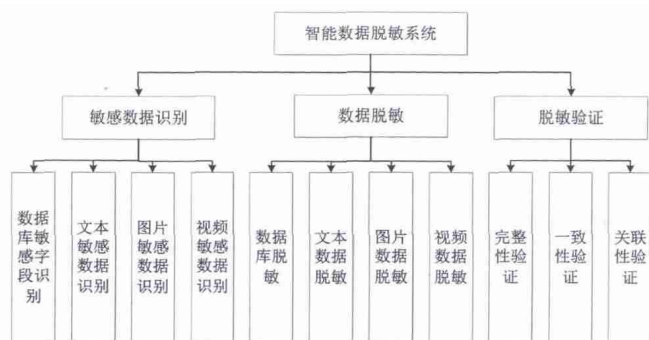 智能数据脱敏系统
敏感数据识别
数据脱敏
脱敏验证
数据
库敏
感字
段识
别
文本
敏感
数据
识别
图片
敏感
数据
识别
视频
敏感
数据
识别
数据
库脱
敏
文本
数据
脱敏
图片
数据
脱敏
视频
数据
脱敏
完整
性验
证
一致
性验
证
关联
性验
证